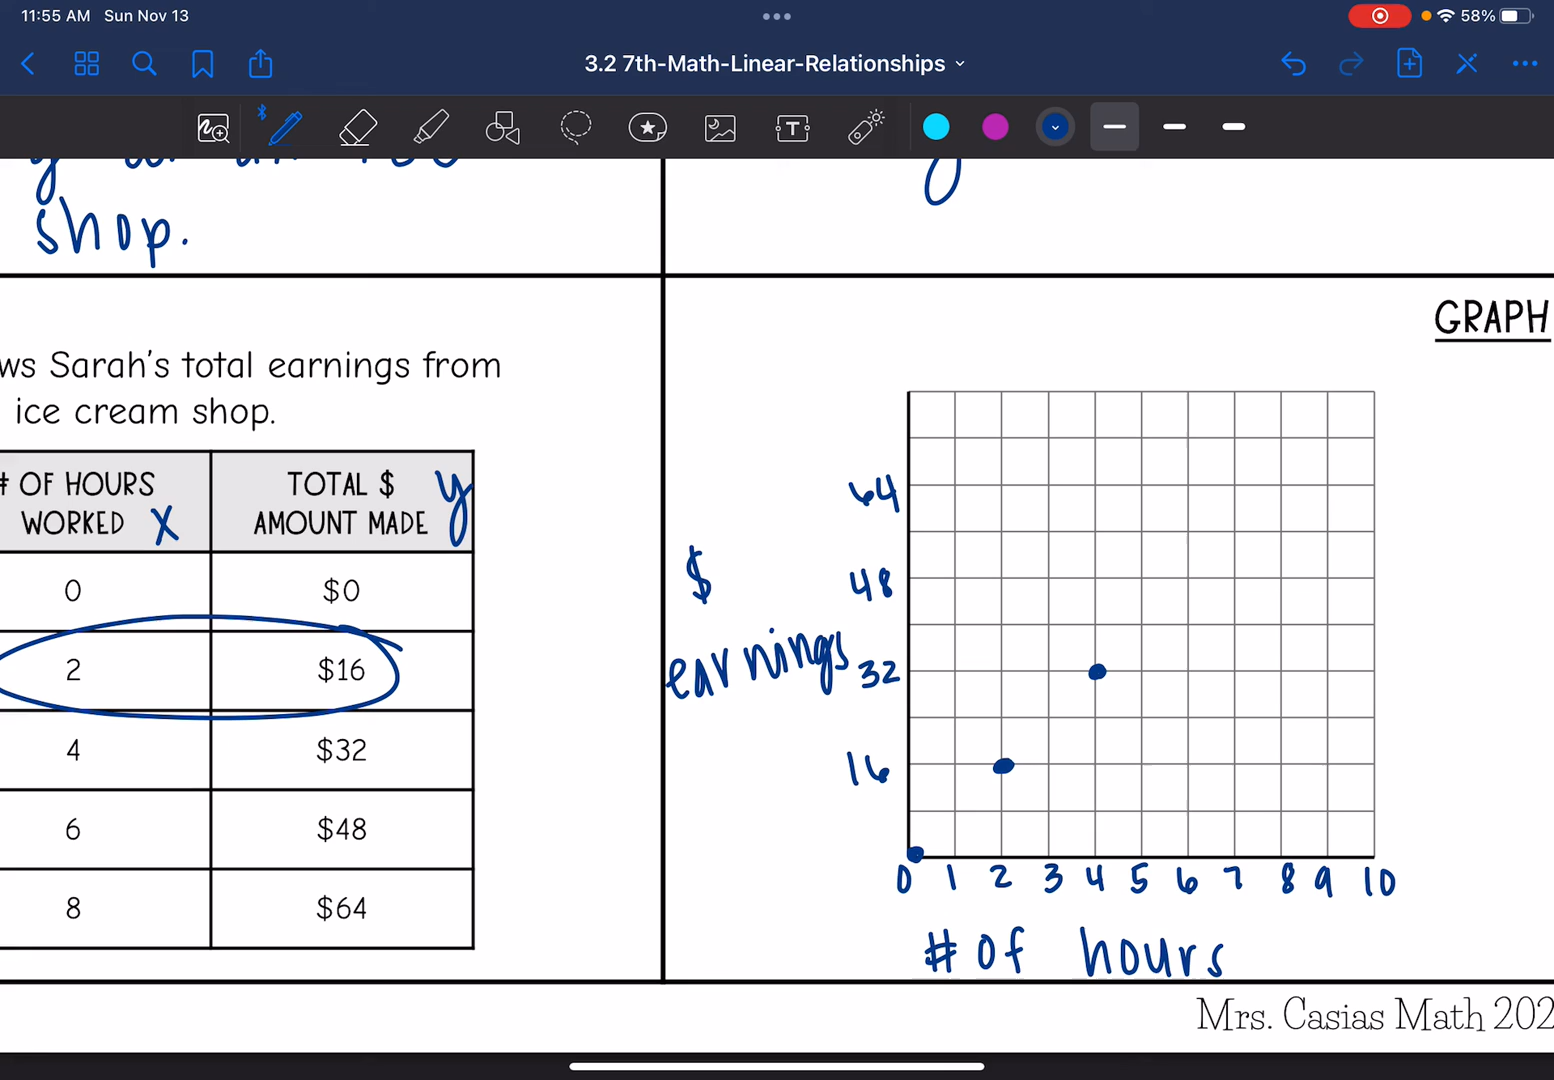 11:55 AM Sun Nov 13
58%
3.2 7th-Math-Linear-Relationships
T
shop.
GRAPH
ws Sarah's total earnings from
ice cream shop.
# OF HOURS WORKED x
TOTAL $ AMOUNT MADE y
0 $0
2 $16
4 $32
6 $48
8 $64
$ earnings
64
48
32
16
0 1 2 3 4 5 6 7 8 9 10
# of hours
Mrs. Casias Math 202